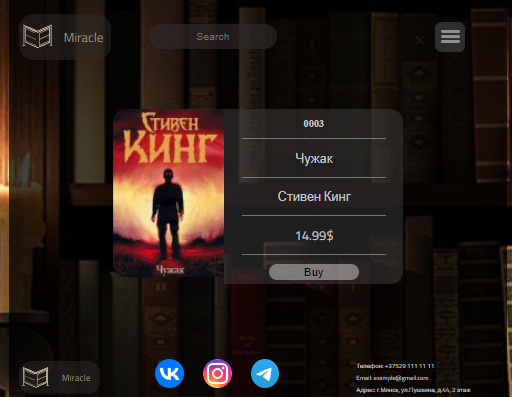 Miracle
Search
СТИВЕН
КИНГ
Чужак
0003
Чужак
Стивен Кинг
14.99$
Buy
Miracle
Телефон: +37529 111 11 11
Email: example@gmail.com
Адрес: г.Минск, ул.Пушкина, д.44, 2 этаж